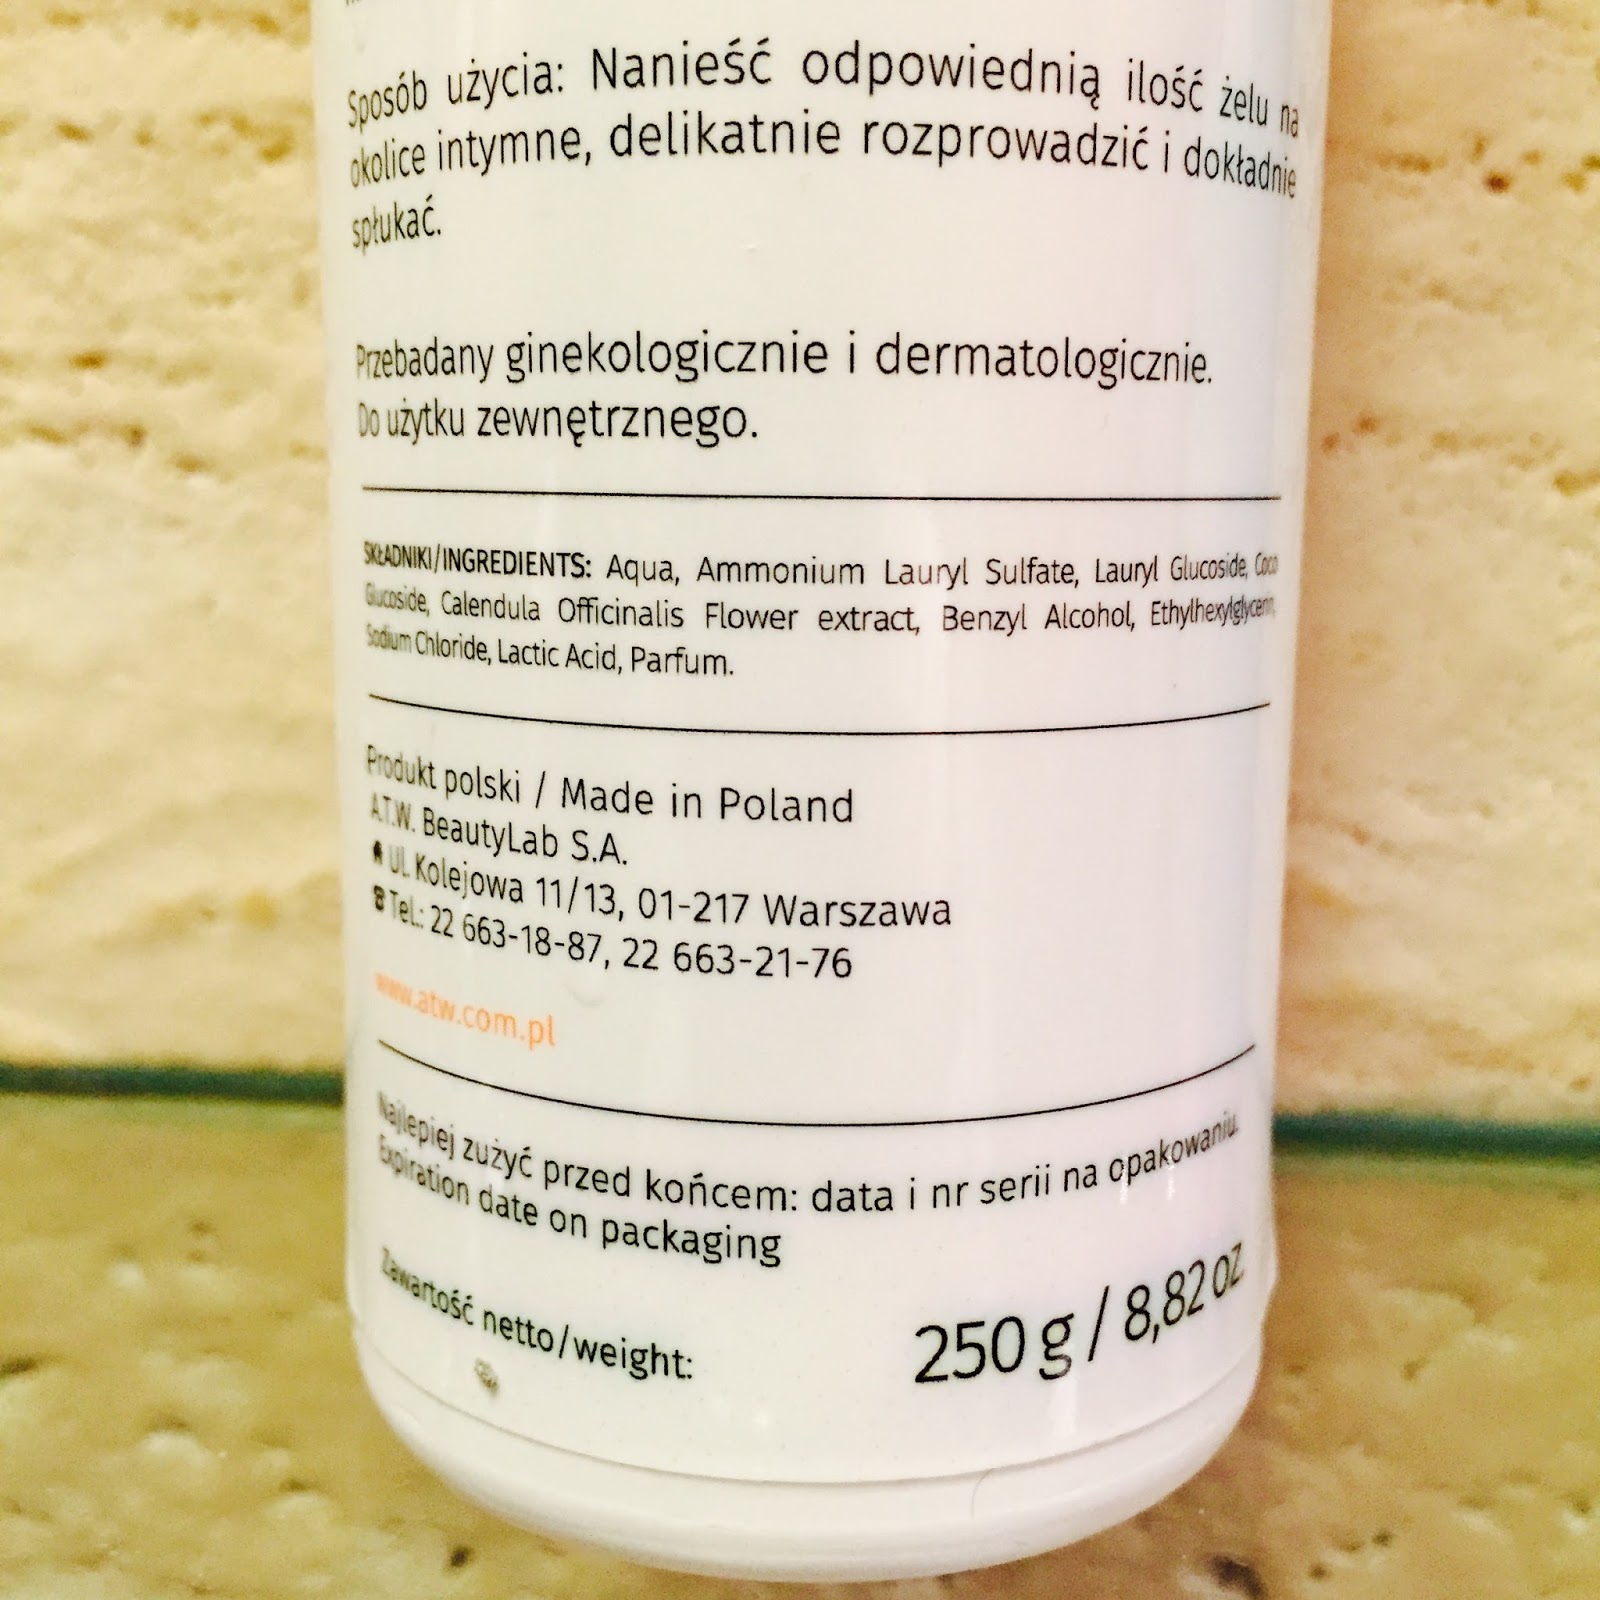 Sposób użycia: Nanieść odpowiednią ilość żelu na
okolice intymne, delikatnie rozprowadzić i dokładnie
spłukać.
Przebadany ginekologicznie i dermatologicznie.
Do użytku zewnętrznego.
SKŁADNIKI/INGREDIENTS: Aqua, Ammonium Lauryl Sulfate, Lauryl Glucoside, Coco
Glucoside, Calendula Officinalis Flower extract, Benzyl Alcohol, Ethylhexylglycerin,
Sodium Chloride, Lactic Acid, Parfum.
Produkt polski / Made in Poland
A.T.W. BeautyLab S.A.
Ul. Kolejowa 11/13, 01-217 Warszawa
Tel.: 22 663-18-87, 22 663-21-76
www.atw.com.pl
Najlepiej zużyć przed końcem: data i nr serii na opakowaniu.
Expiration date on packaging
Zawartość netto/weight: 250 g / 8,82 oz.